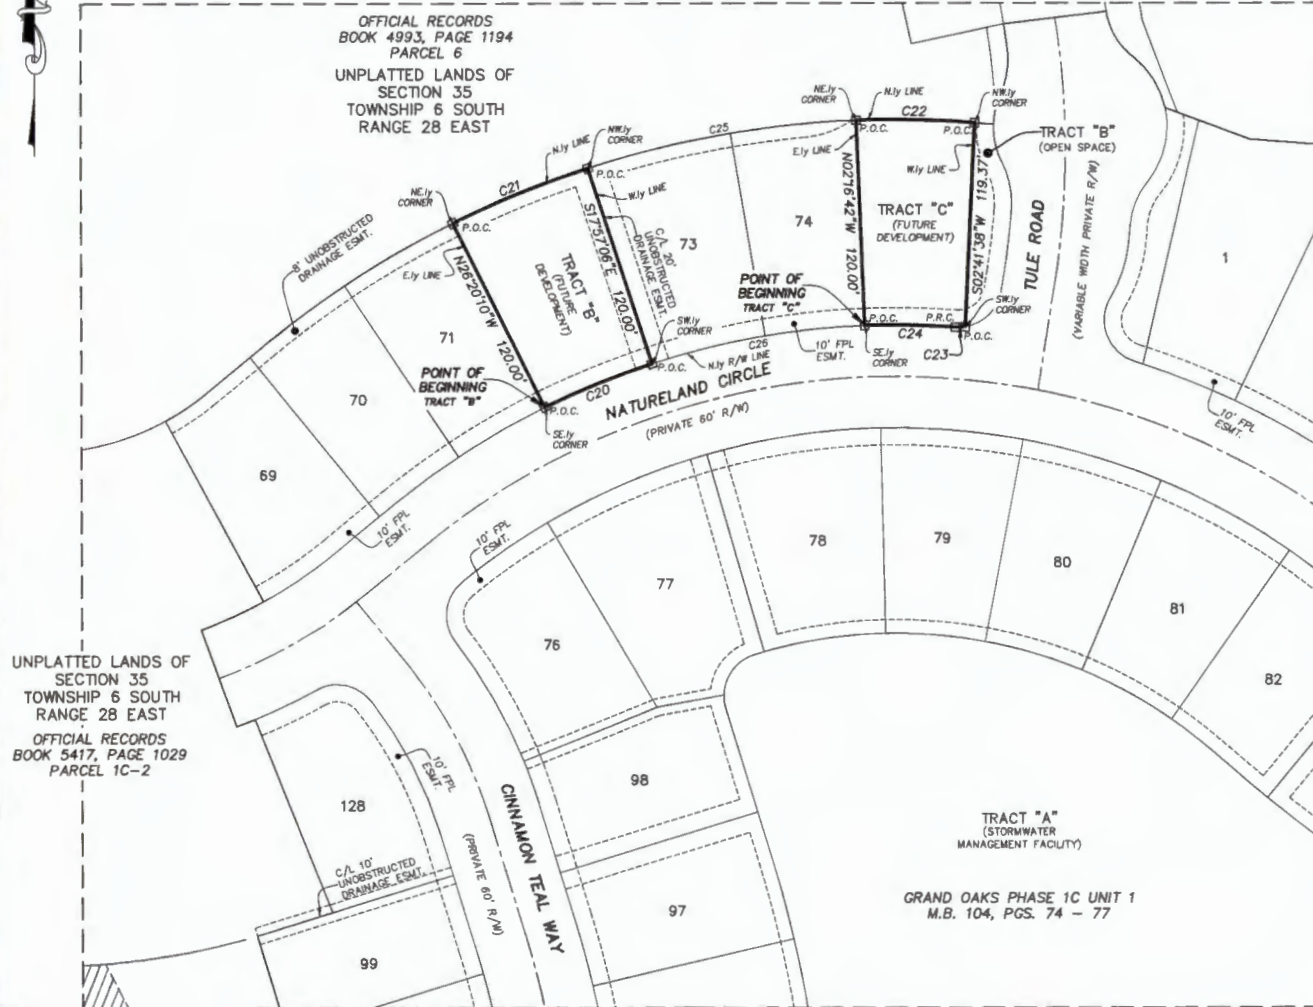 OFFICIAL RECORDS
BOOK 4993, PAGE 1194
PARCEL 6
UNPLATTED LANDS OF
SECTION 35
TOWNSHIP 6 SOUTH
RANGE 28 EAST
NE.ly
CORNER
N.ly LINE
C22
NW.ly
CORNER
P.O.C.
P.O.C.
TRACT "B"
(OPEN SPACE)
C25
E.ly LINE
W.ly LINE
N02°16'42"W 120.00'
S02°41'38"W 119.37'
TRACT "C"
(FUTURE
DEVELOPMENT)
74
73
1
TULE ROAD
(VARIABLE WIDTH PRIVATE R/W)
N.ly LINE
NW.ly
CORNER
C21
P.O.C.
W.ly LINE
NE.ly
CORNER
P.O.C.
S17°57'06"E 120.00'
C/L 20'
UNOBSTRUCTED
DRAINAGE ESMT.
8' UNOBSTRUCTED
DRAINAGE ESMT.
E.ly LINE
N26°20'10"W 120.00'
TRACT "B"
(FUTURE
DEVELOPMENT)
POINT OF
BEGINNING
TRACT "C"
P.O.C.
P.R.C.
C24
SW.ly
CORNER
P.O.C.
C23
SE.ly
CORNER
10' FPL
ESMT.
C26
N.ly R/W LINE
SW.ly
CORNER
P.O.C.
71
70
69
POINT OF
BEGINNING
TRACT "B"
C20
P.O.C.
SE.ly
CORNER
NATURELAND CIRCLE
(PRIVATE 60' R/W)
10' FPL
ESMT.
10' FPL
ESMT.
10' FPL
ESMT.
78
79
80
81
82
77
76
UNPLATTED LANDS OF
SECTION 35
TOWNSHIP 6 SOUTH
RANGE 28 EAST
OFFICIAL RECORDS
BOOK 5417, PAGE 1029
PARCEL 1C-2
10' FPL
ESMT.
128
98
97
99
C/L 10'
UNOBSTRUCTED
DRAINAGE ESMT.
CINNAMON TEAL WAY
(PRIVATE 60' R/W)
TRACT "A"
(STORMWATER
MANAGEMENT FACILITY)
GRAND OAKS PHASE 1C UNIT 1
M.B. 104, PGS. 74 – 77